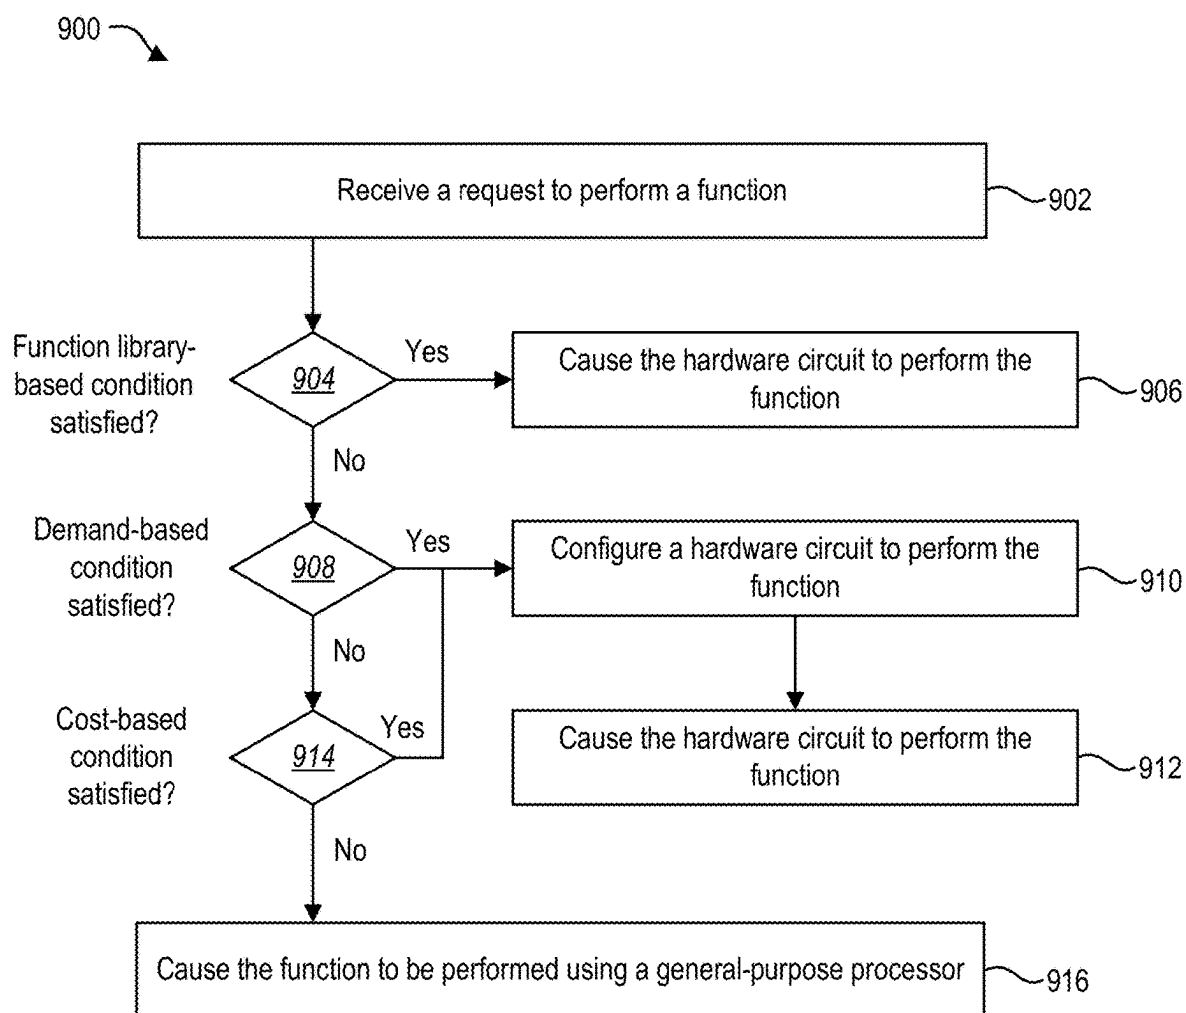 900
Receive a request to perform a function
902
Function library-
based condition
satisfied?
904
Yes
Cause the hardware circuit to perform the
function
906
No
Demand-based
condition
satisfied?
908
Yes
Configure a hardware circuit to perform the
function
910
No
Cost-based
condition
satisfied?
914
Yes
Cause the hardware circuit to perform the
function
912
No
Cause the function to be performed using a general-purpose processor
916